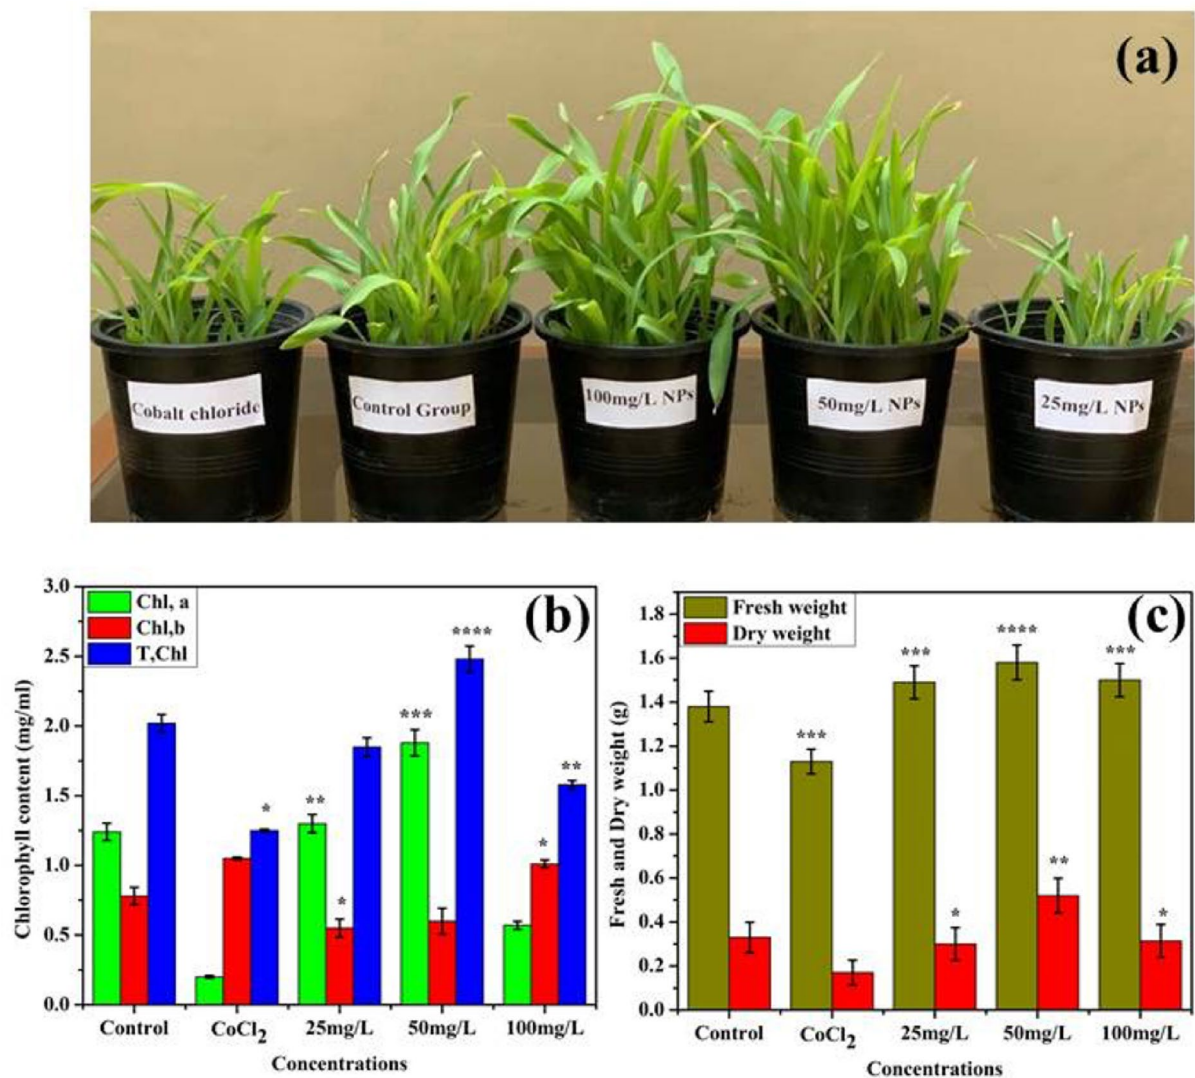 (a)
Cobalt chloride
Control Group
100mg/L NPs
50mg/L NPs
25mg/L NPs
(b)
Chl, a
Chl,b
T,Chl
Chlorophyll content (mg/ml)
3.0
2.5
2.0
1.5
1.0
0.5
0.0
*
**
*
***
****
*
**
Control
CoCl2
25mg/L
50mg/L
100mg/L
Concentrations
(c)
Fresh weight
Dry weight
Fresh and Dry weight (g)
1.8
1.6
1.4
1.2
1.0
0.8
0.6
0.4
0.2
0.0
***
***
*
****
**
***
*
Control
CoCl2
25mg/L
50mg/L
100mg/L
Concentrations